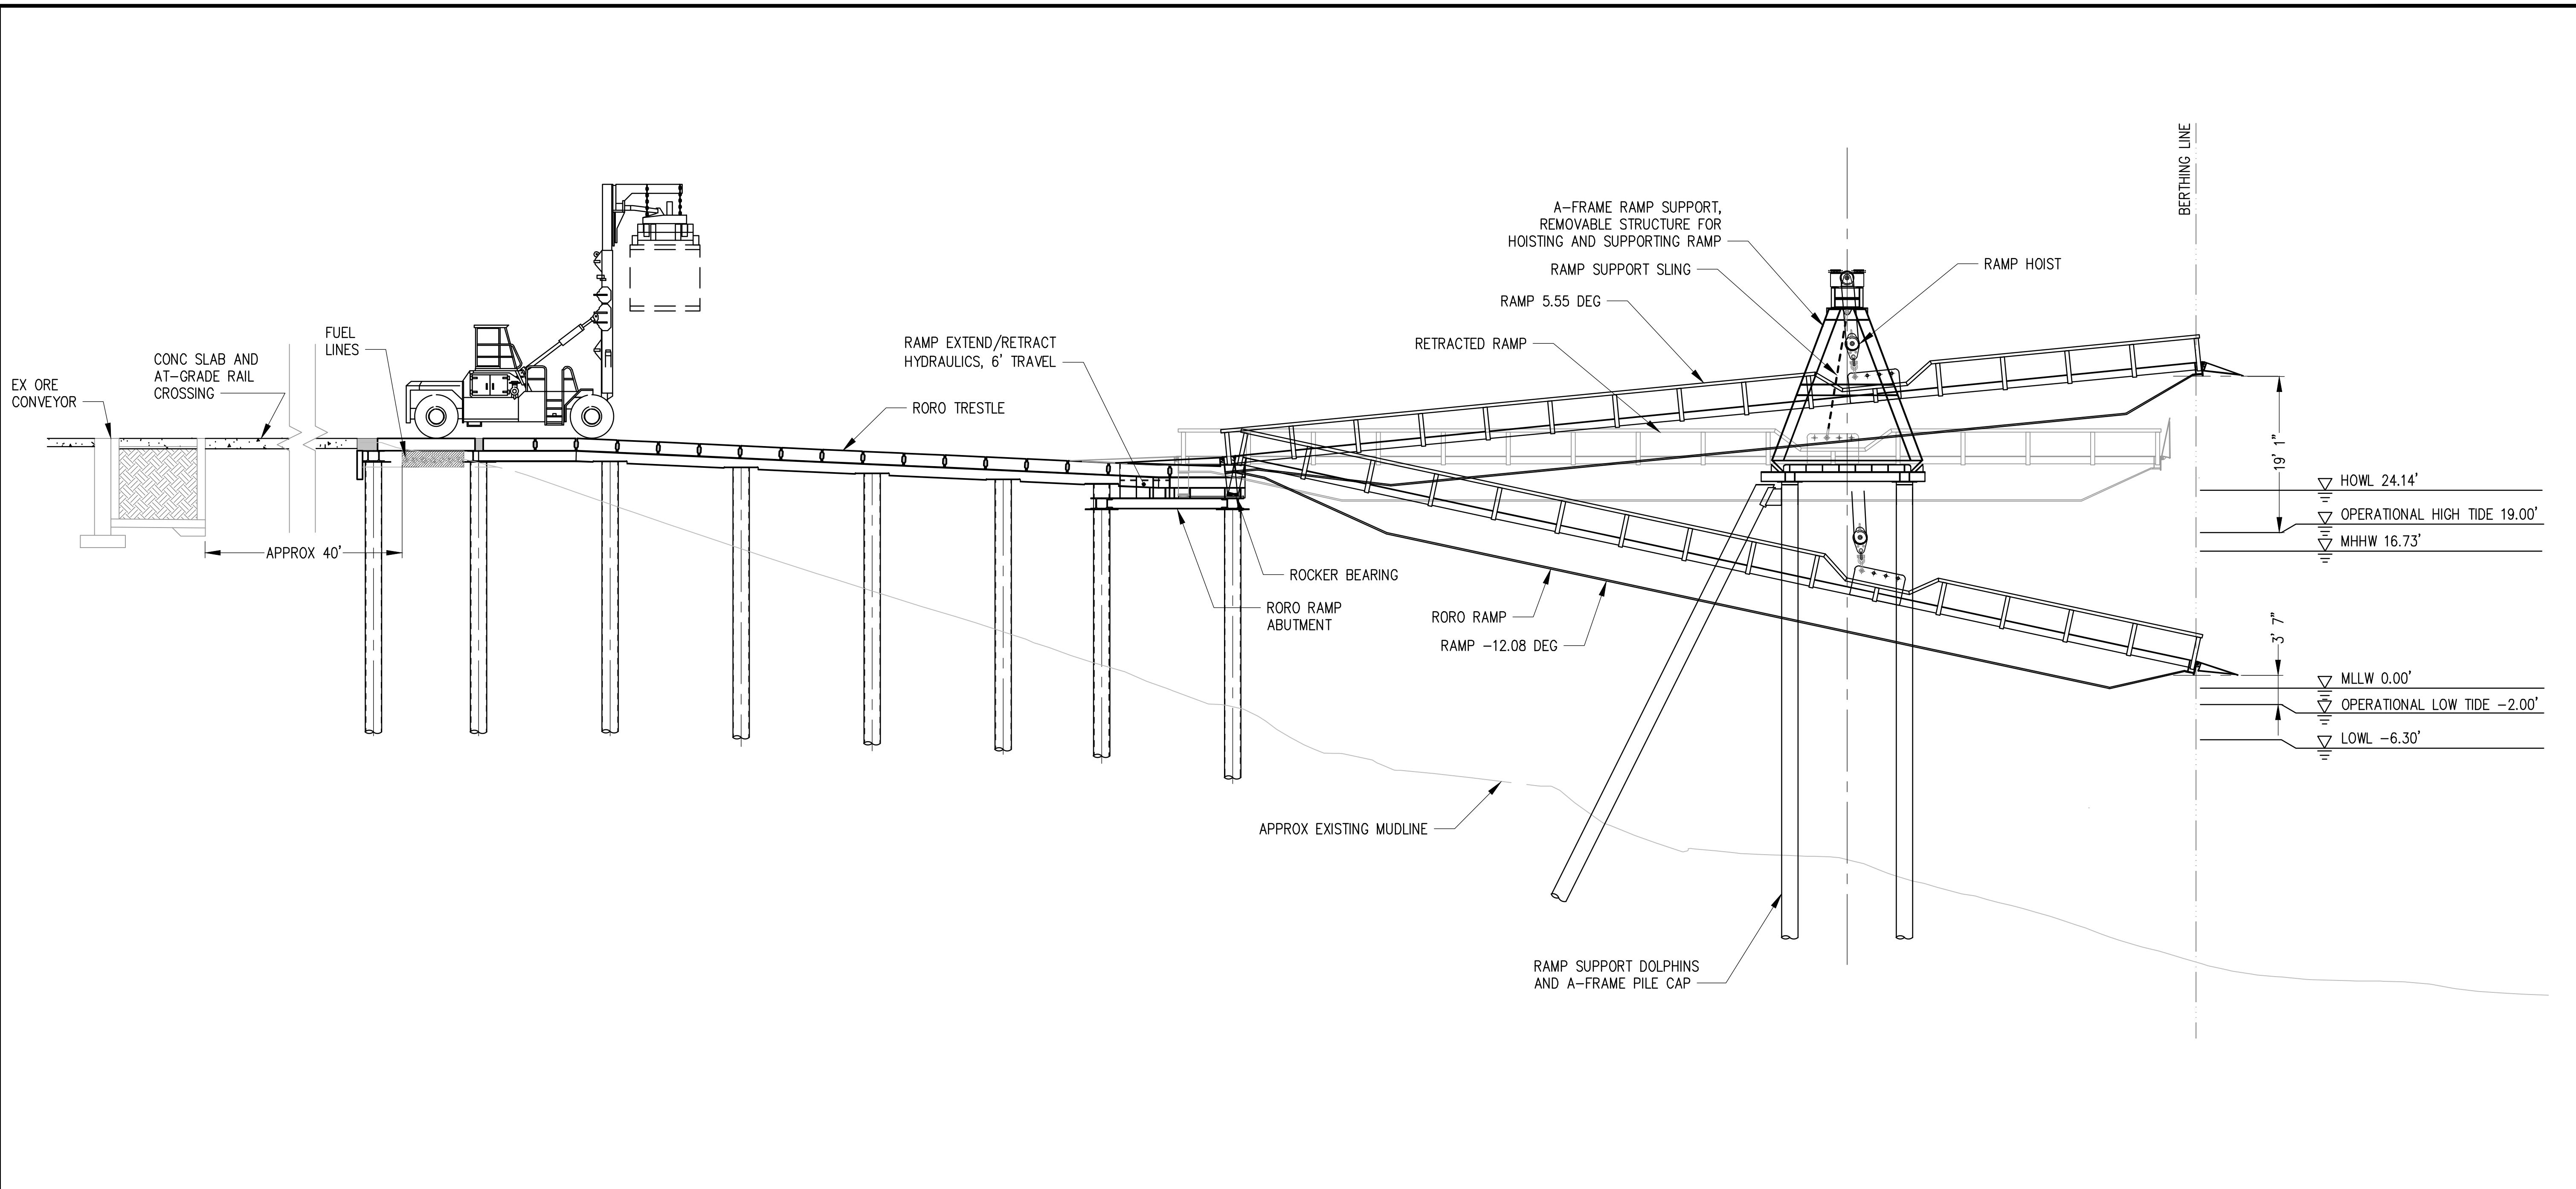 BERTHING LINE
A-FRAME RAMP SUPPORT,
REMOVABLE STRUCTURE FOR
HOISTING AND SUPPORTING RAMP
RAMP SUPPORT SLING
RAMP HOIST
RAMP 5.55 DEG
RETRACTED RAMP
FUEL
LINES
RAMP EXTEND/RETRACT
HYDRAULICS, 6' TRAVEL
CONC SLAB AND
AT-GRADE RAIL
CROSSING
EX ORE
CONVEYOR
RORO TRESTLE
19' 1"
HOWL 24.14'
OPERATIONAL HIGH TIDE 19.00'
MHHW 16.73'
APPROX 40'
ROCKER BEARING
RORO RAMP
ABUTMENT
RORO RAMP
RAMP -12.08 DEG
3' 7"
MLLW 0.00'
OPERATIONAL LOW TIDE -2.00'
LOWL -6.30'
APPROX EXISTING MUDLINE
RAMP SUPPORT DOLPHINS
AND A-FRAME PILE CAP